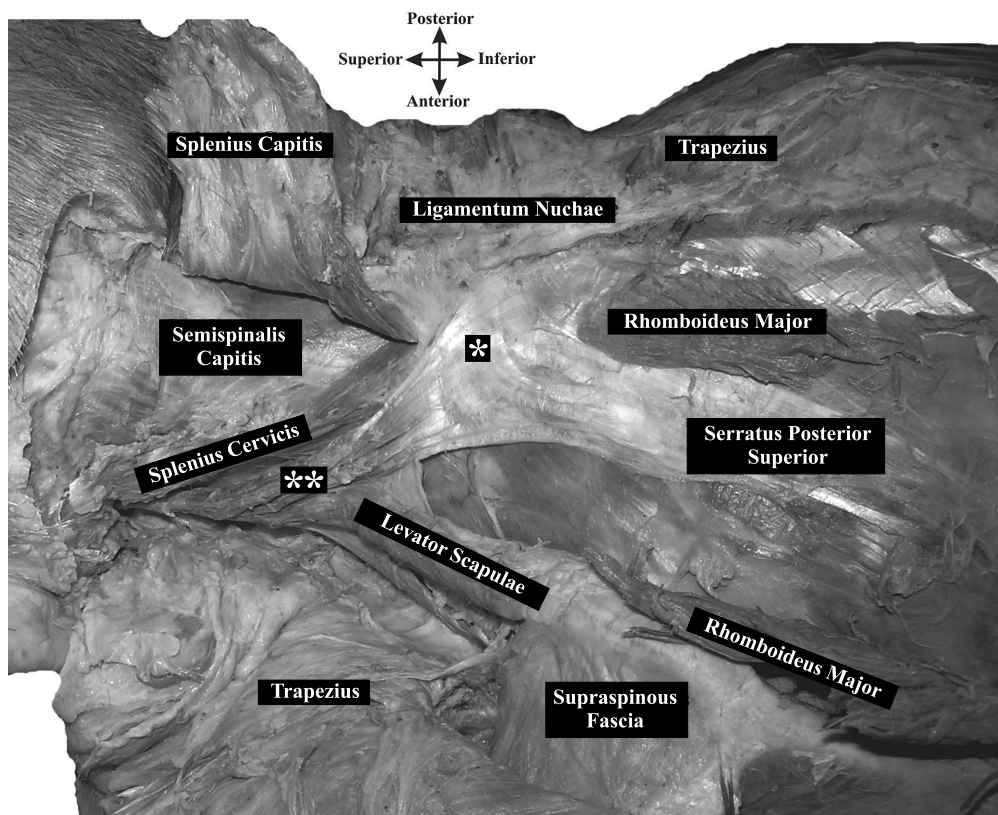 Posterior
Superior
Inferior
Anterior
Splenius Capitis
Trapezius
Ligamentum Nuchae
Semispinalis
Capitis
Rhomboideus Major
*
Splenius Cervicis
Serratus Posterior
Superior
**
Levator Scapulae
Rhomboideus Major
Trapezius
Supraspinous
Fascia